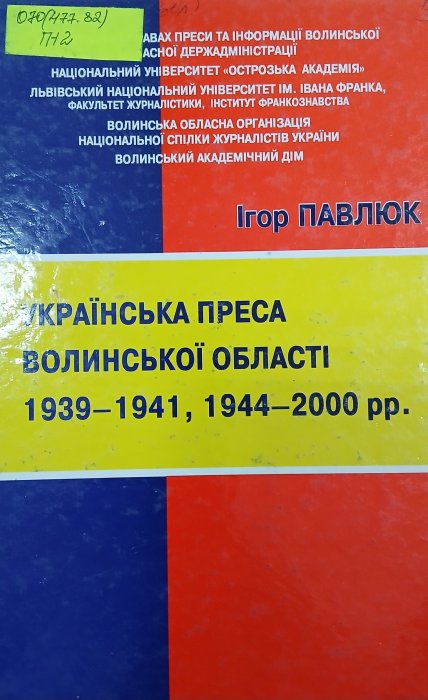 070(477.82)
П12
АВАХ ПРЕСИ ТА ІНФОРМАЦІЇ ВОЛИНСЬКОЇ
АСНОЇ ДЕРЖАДМІНІСТРАЦІЇ
НАЦІОНАЛЬНИЙ УНІВЕРСИТЕТ «ОСТРОЗЬКА АКАДЕМІЯ»
ЛЬВІВСЬКИЙ НАЦІОНАЛЬНИЙ УНІВЕРСИТЕТ ІМ. ІВАНА ФРАНКА,
ФАКУЛЬТЕТ ЖУРНАЛІСТИКИ, ІНСТИТУТ ФРАНКОЗНАВСТВА
ВОЛИНСЬКА ОБЛАСНА ОРГАНІЗАЦІЯ
НАЦІОНАЛЬНОЇ СПІЛКИ ЖУРНАЛІСТІВ УКРАЇНИ
ВОЛИНСЬКИЙ АКАДЕМІЧНИЙ ДІМ
Ігор ПАВЛЮК
УКРАЇНСЬКА ПРЕСА
ВОЛИНСЬКОЇ ОБЛАСТІ
1939–1941, 1944–2000 рр.